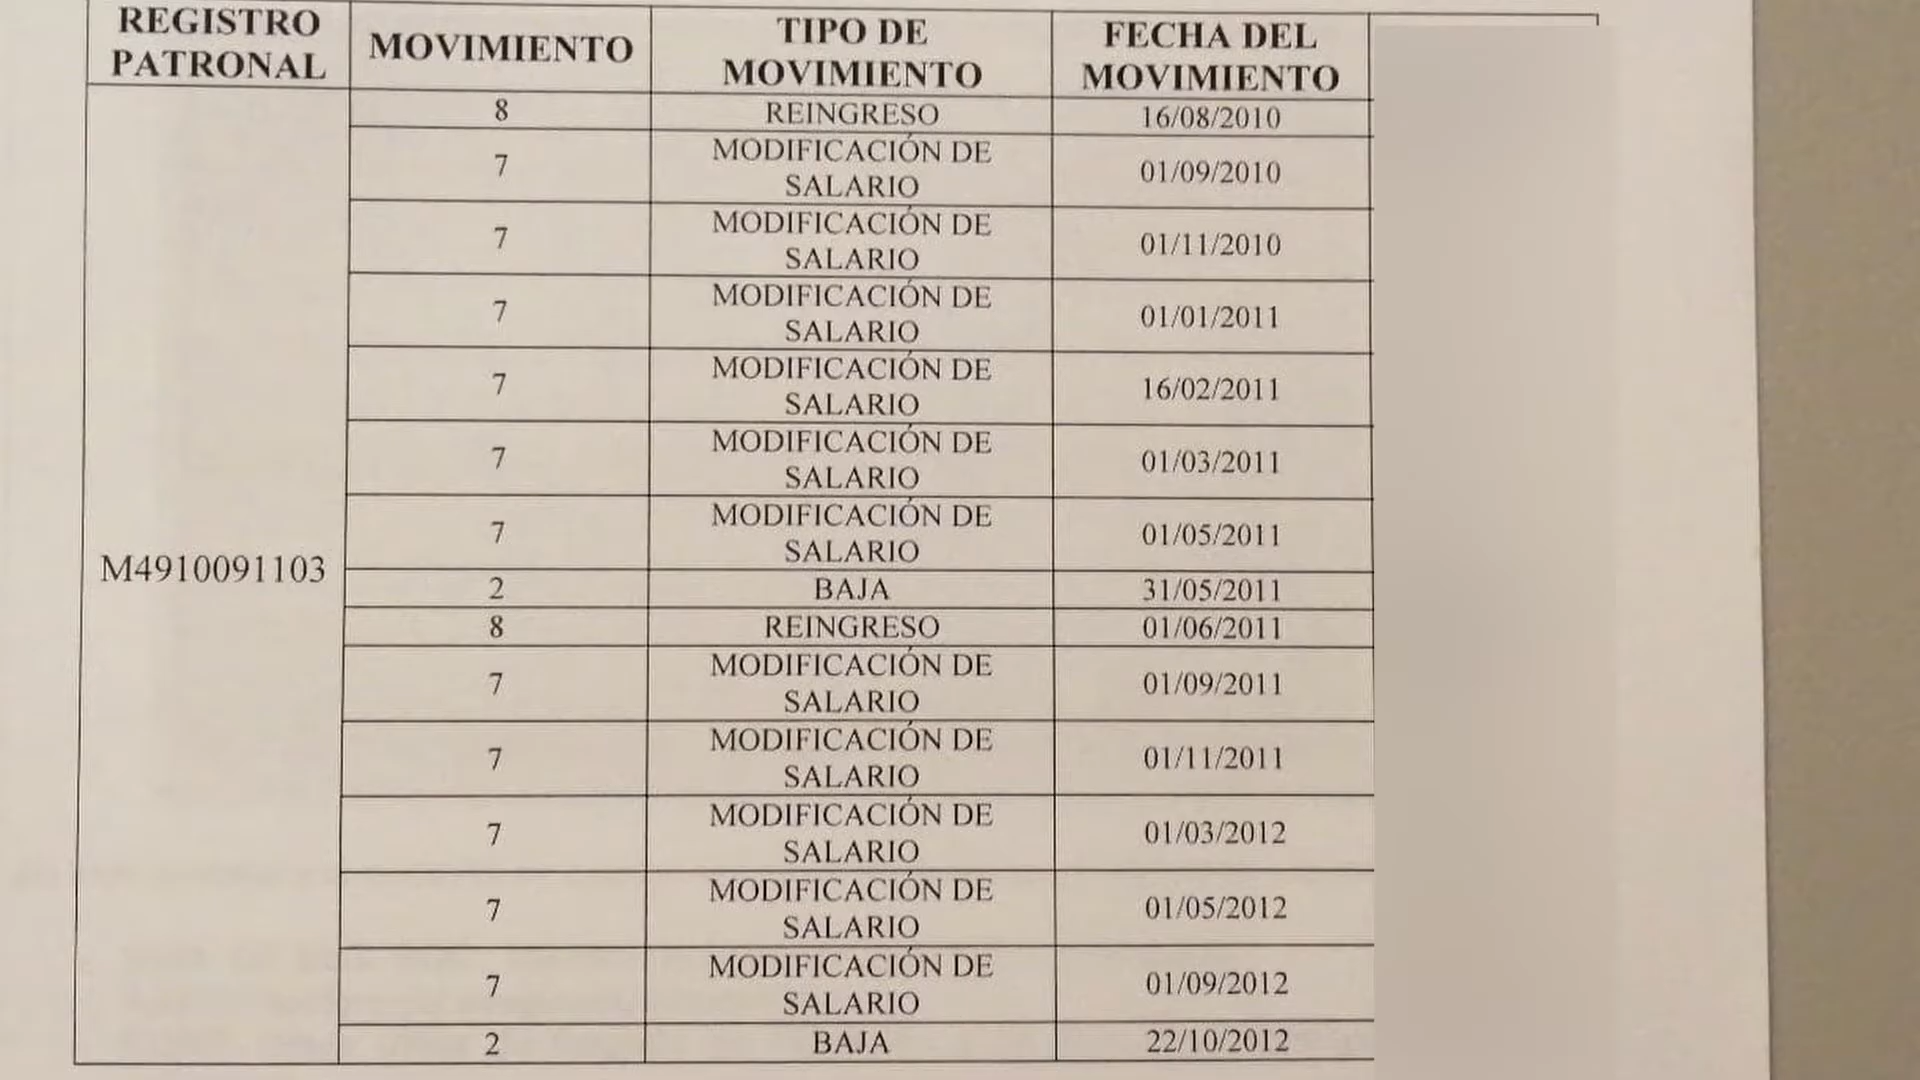 REGISTRO PATRONAL MOVIMIENTO TIPO DE MOVIMIENTO FECHA DEL MOVIMIENTO
8 REINGRESO 16/08/2010
7 MODIFICACIÓN DE SALARIO 01/09/2010
7 MODIFICACIÓN DE SALARIO 01/11/2010
7 MODIFICACIÓN DE SALARIO 01/01/2011
7 MODIFICACIÓN DE SALARIO 16/02/2011
7 MODIFICACIÓN DE SALARIO 01/03/2011
7 MODIFICACIÓN DE SALARIO 01/05/2011
M4910091103
2 BAJA 31/05/2011
8 REINGRESO 01/06/2011
7 MODIFICACIÓN DE SALARIO 01/09/2011
7 MODIFICACIÓN DE SALARIO 01/11/2011
7 MODIFICACIÓN DE SALARIO 01/03/2012
7 MODIFICACIÓN DE SALARIO 01/05/2012
7 MODIFICACIÓN DE SALARIO 01/09/2012
2 BAJA 22/10/2012